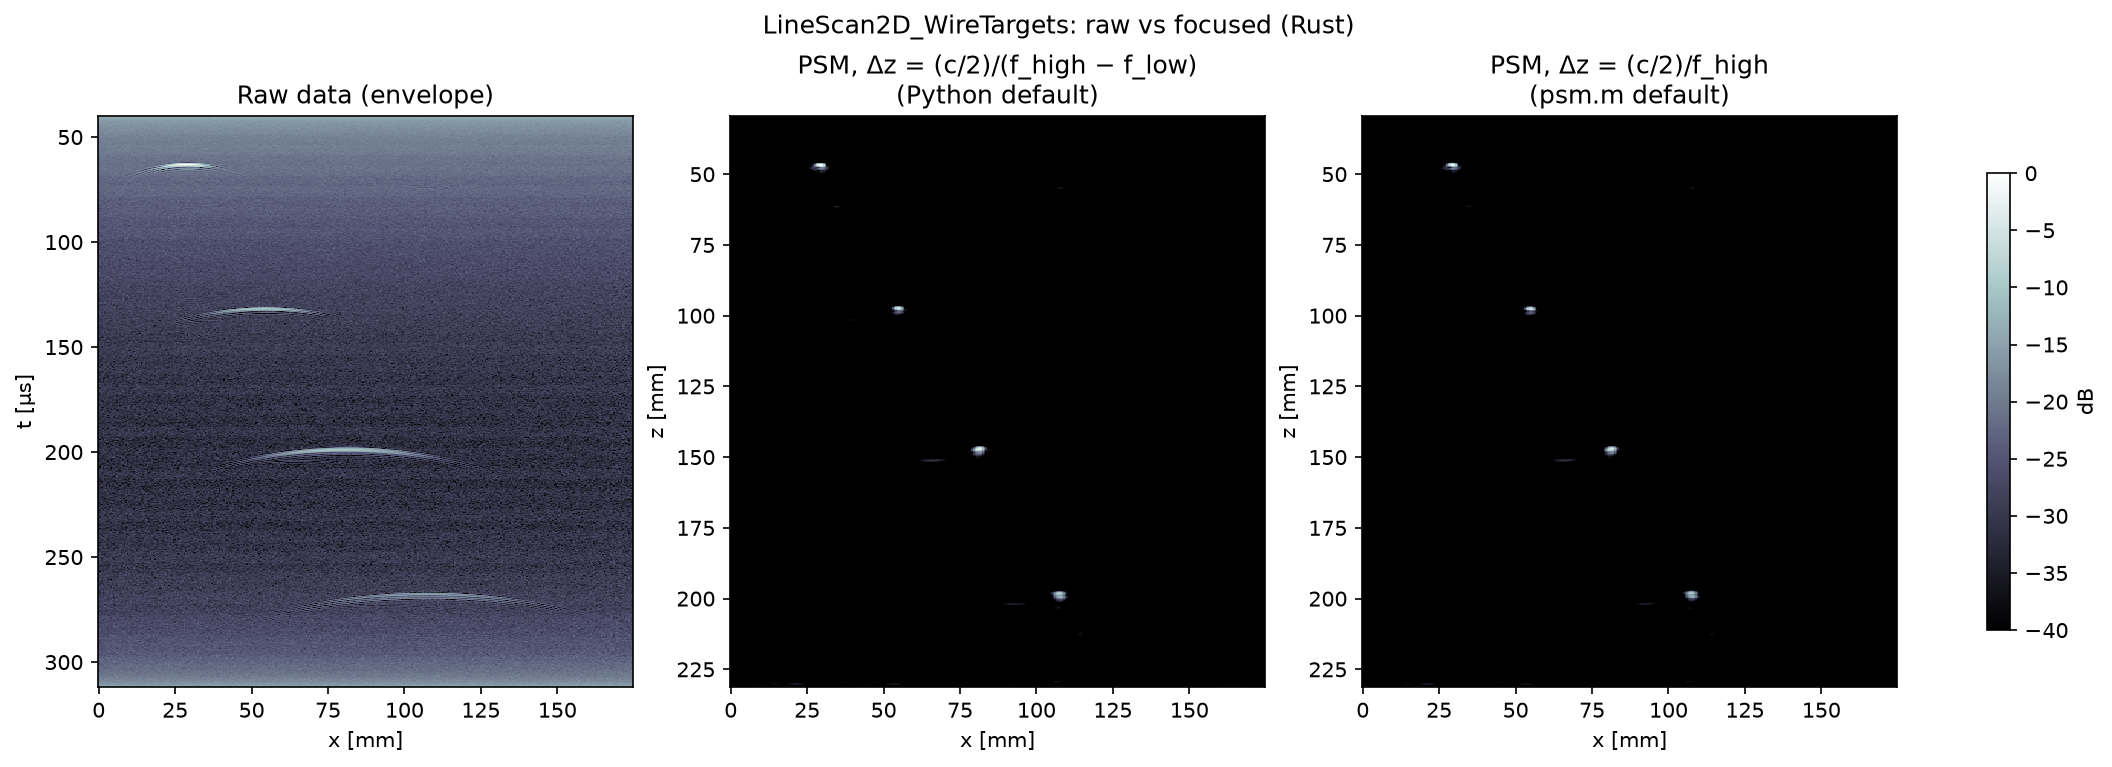 LineScan2D_WireTargets: raw vs focused (Rust)
Raw data (envelope)
t [µs]
50
100
150
200
250
300
0 25 50 75 100 125 150
x [mm]
PSM, Δz = (c/2)/(f_high − f_low)
(Python default)
z [mm]
50
75
100
125
150
175
200
225
0 25 50 75 100 125 150
x [mm]
PSM, Δz = (c/2)/f_high
(psm.m default)
z [mm]
50
75
100
125
150
175
200
225
0 25 50 75 100 125 150
x [mm]
0
−5
−10
−15
−20
−25
−30
−35
−40
dB